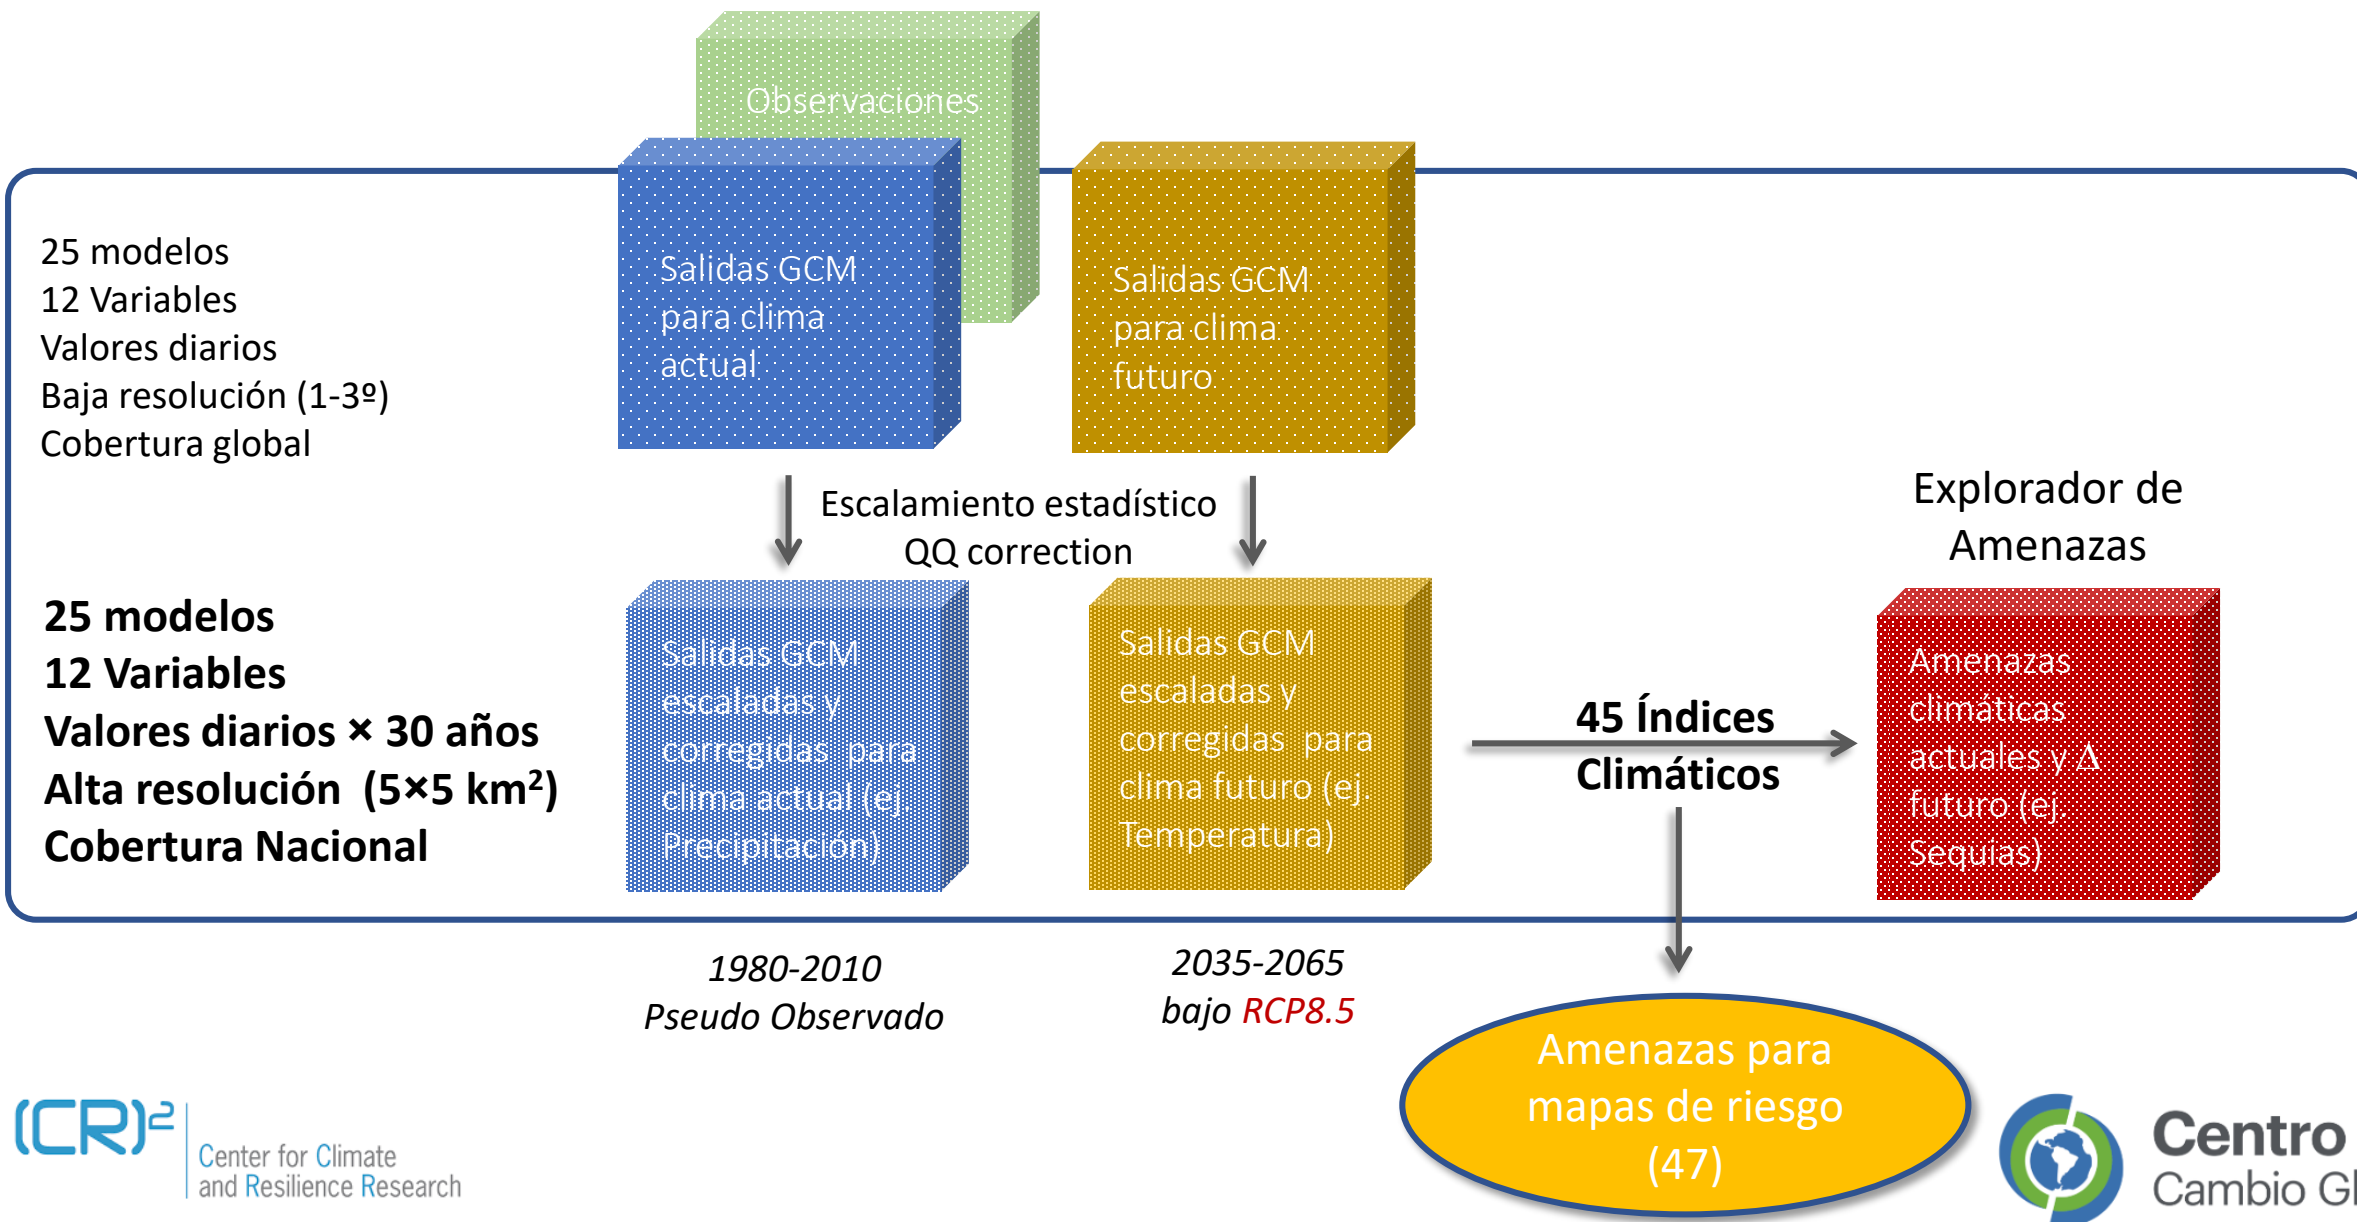 Observaciones
25 modelos
12 Variables
Valores diarios
Baja resolución (1-3º)
Cobertura global
Salidas GCM
para clima
actual
Salidas GCM
para clima
futuro
Escalamiento estadístico
QQ correction
Explorador de
Amenazas
25 modelos
12 Variables
Valores diarios × 30 años
Alta resolución (5×5 km²)
Cobertura Nacional
Salidas GCM
escaladas y
corregidas para
clima actual (ej.
Precipitación)
Salidas GCM
escaladas y
corregidas para
clima futuro (ej.
Temperatura)
45 Índices
Climáticos
Amenazas
climáticas
actuales y Δ
futuro (ej.
Sequias)
1980-2010
Pseudo Observado
2035-2065
bajo RCP8.5
Amenazas para
mapas de riesgo
(47)
(CR)²
Center for Climate
and Resilience Research
Centro
Cambio Gl